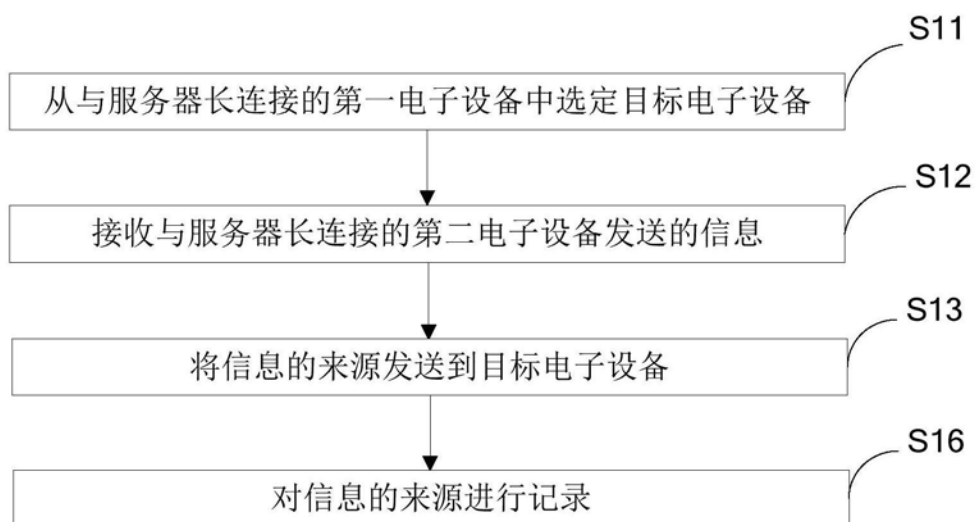 S11
从与服务器长连接的第一电子设备中选定目标电子设备
S12
接收与服务器长连接的第二电子设备发送的信息
S13
将信息的来源发送到目标电子设备
S16
对信息的来源进行记录